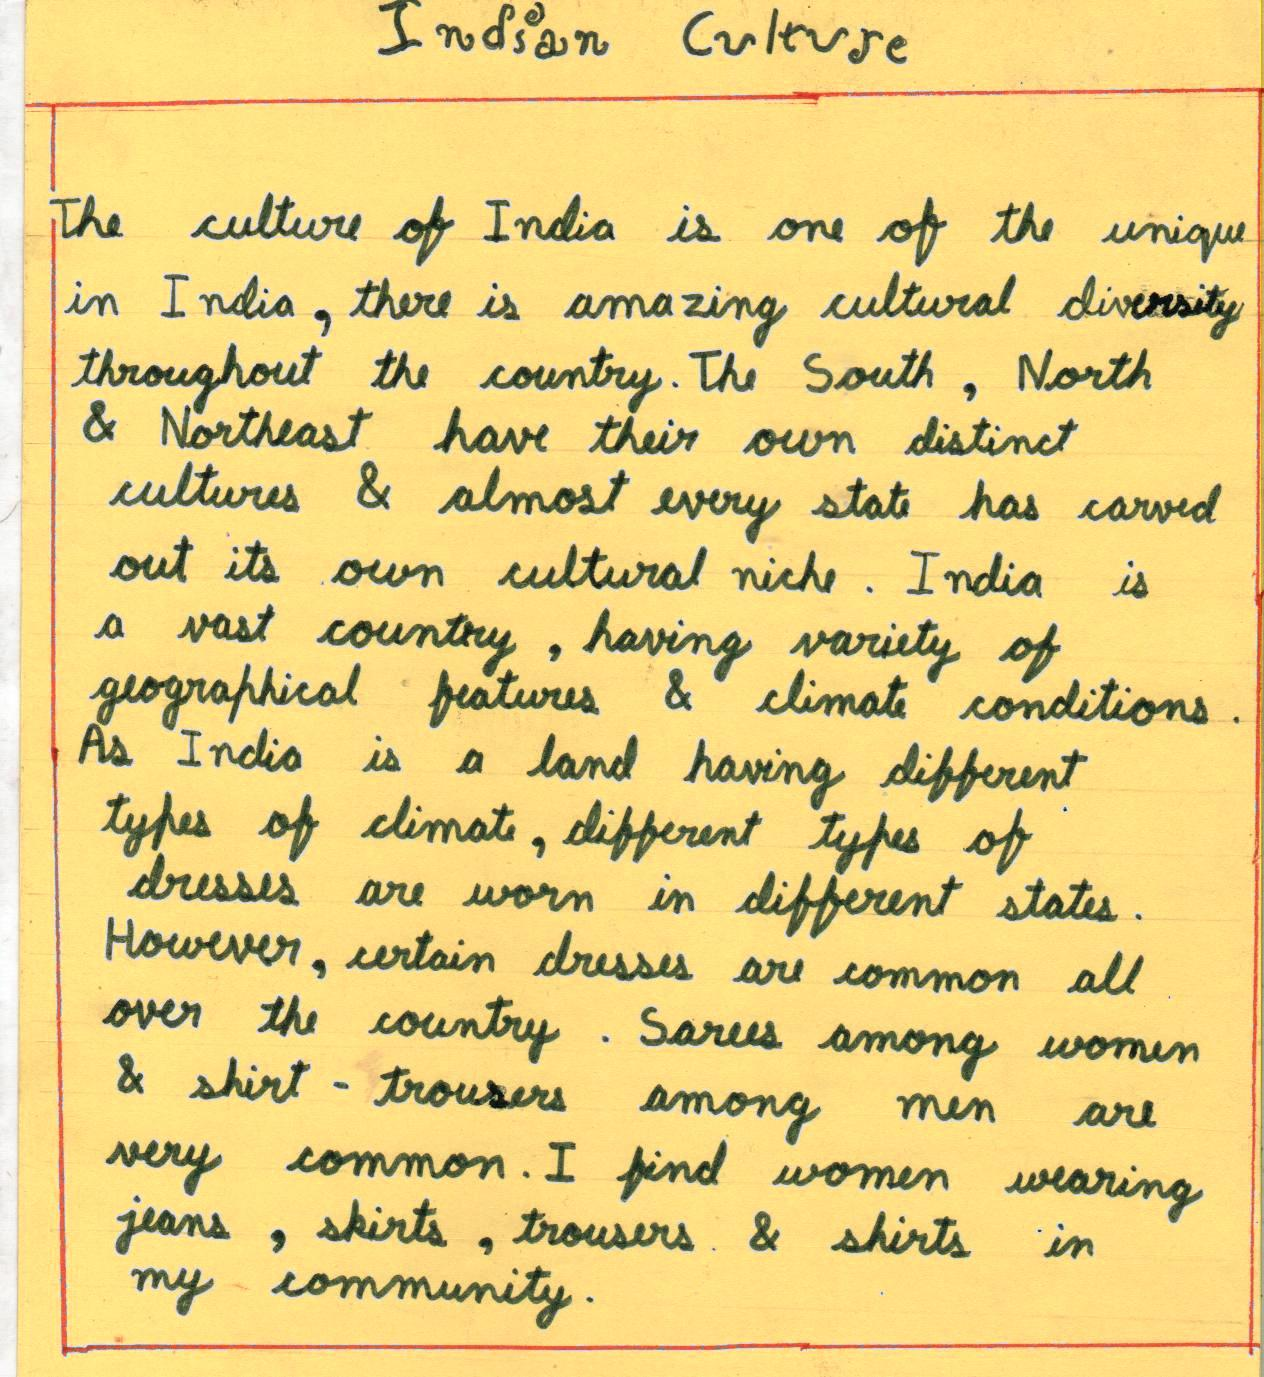 Indian Culture
The culture of India is one of the unique
in India, there is amazing cultural diversity
throughout the country. The South, North
& Northeast have their own distinct
cultures & almost every state has carved
out its own cultural niche. India is
a vast country, having variety of
geographical features & climate conditions.
As India is a land having different
types of climate, different types of
dresses are worn in different states.
However, certain dresses are common all
over the country. Sarees among women
& shirt - trousers among men are
very common. I find women wearing
jeans, skirts, trousers & shirts in
my community.